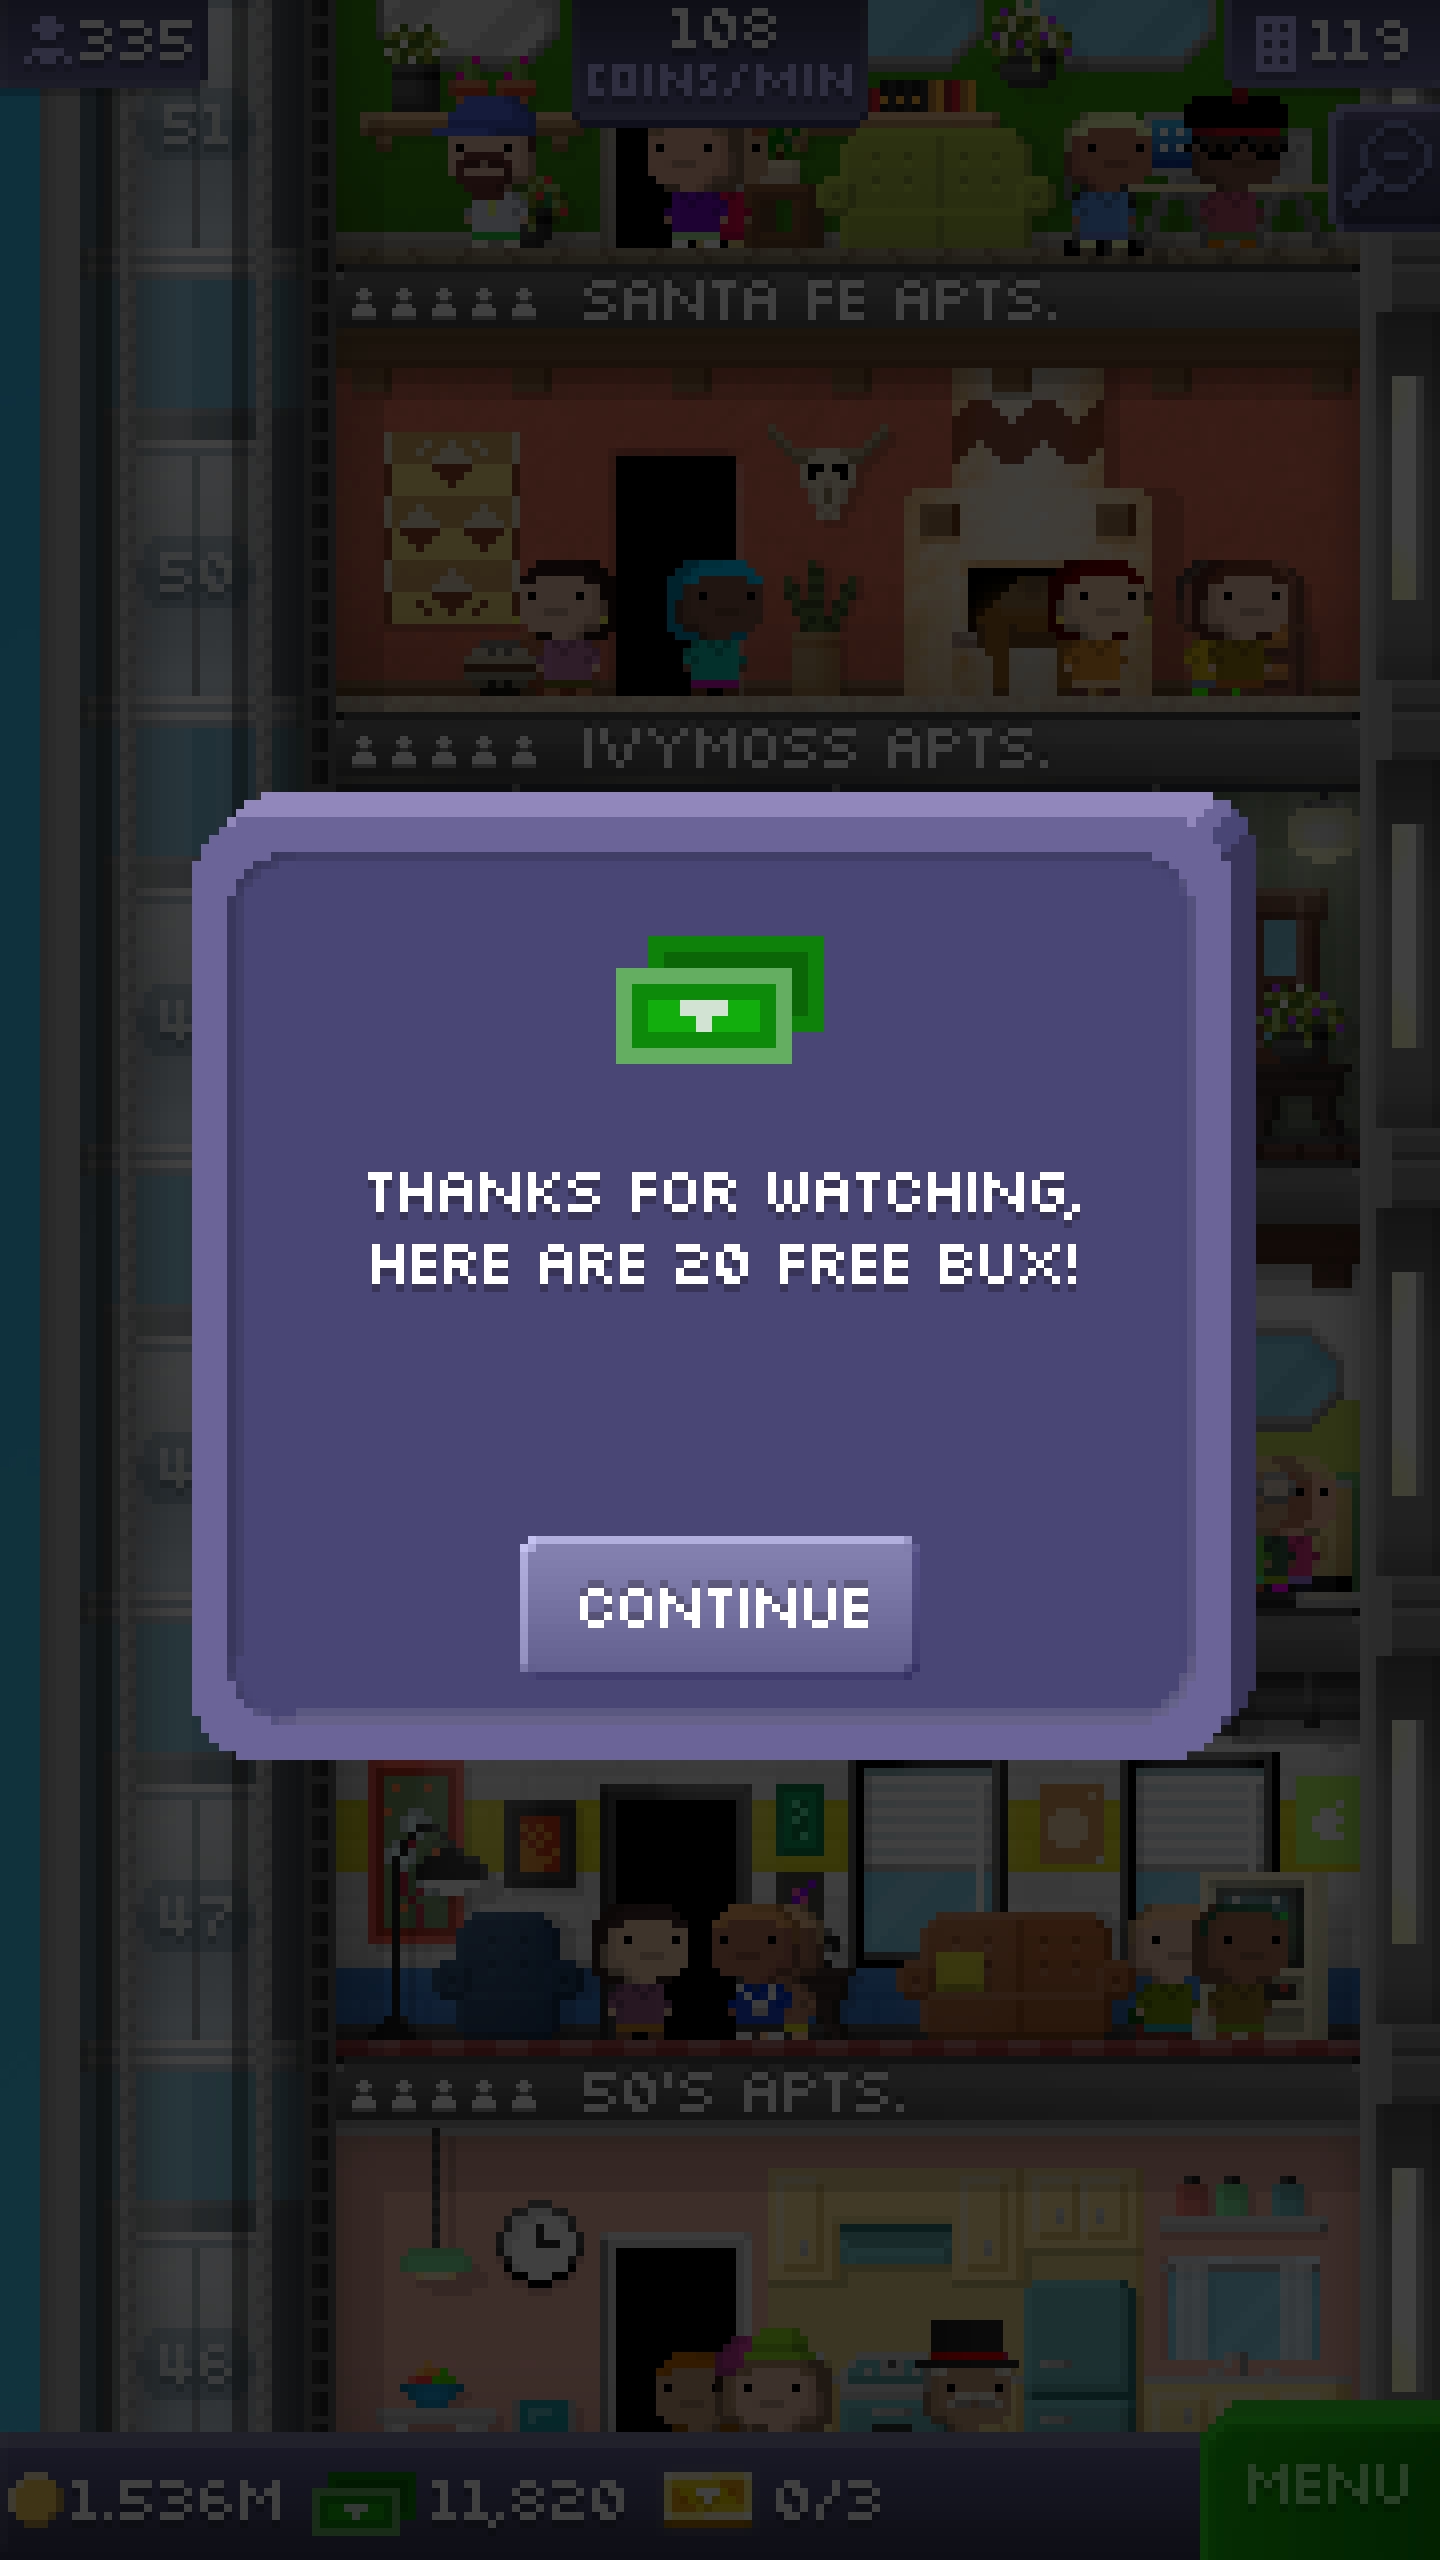 335
108
COINS/MIN
119
51
SANTA FE APTS.
50
IVYMOSS APTS.
THANKS FOR WATCHING,
HERE ARE 20 FREE BUX!
CONTINUE
47
50'S APTS.
1.536M
11,820
0/3
MENU